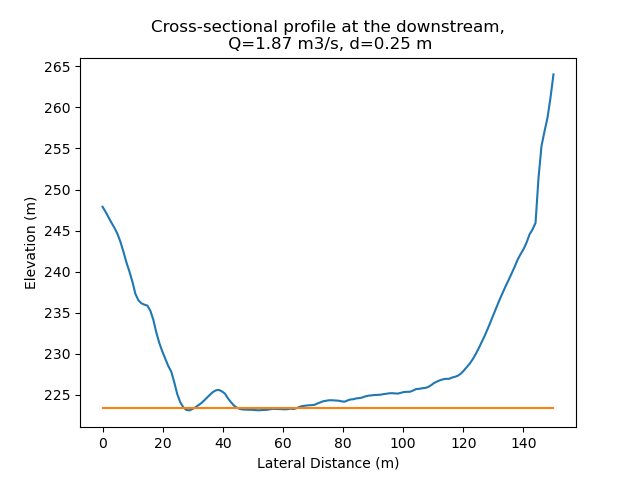 Cross-sectional profile at the downstream,
Q=1.87 m3/s, d=0.25 m
265
260
255
250
245
240
235
230
225
Elevation (m)
0 20 40 60 80 100 120 140
Lateral Distance (m)